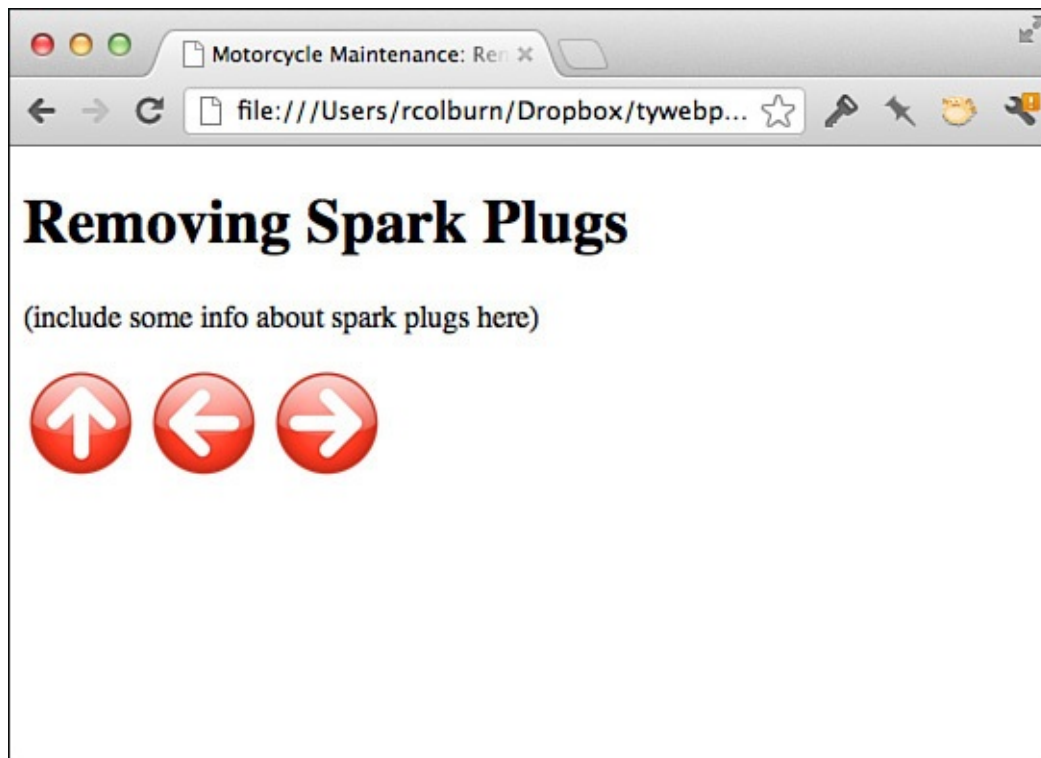 Motorcycle Maintenance: Ren
file:///Users/rcolburn/Dropbox/tywebp...
Removing Spark Plugs
(include some info about spark plugs here)